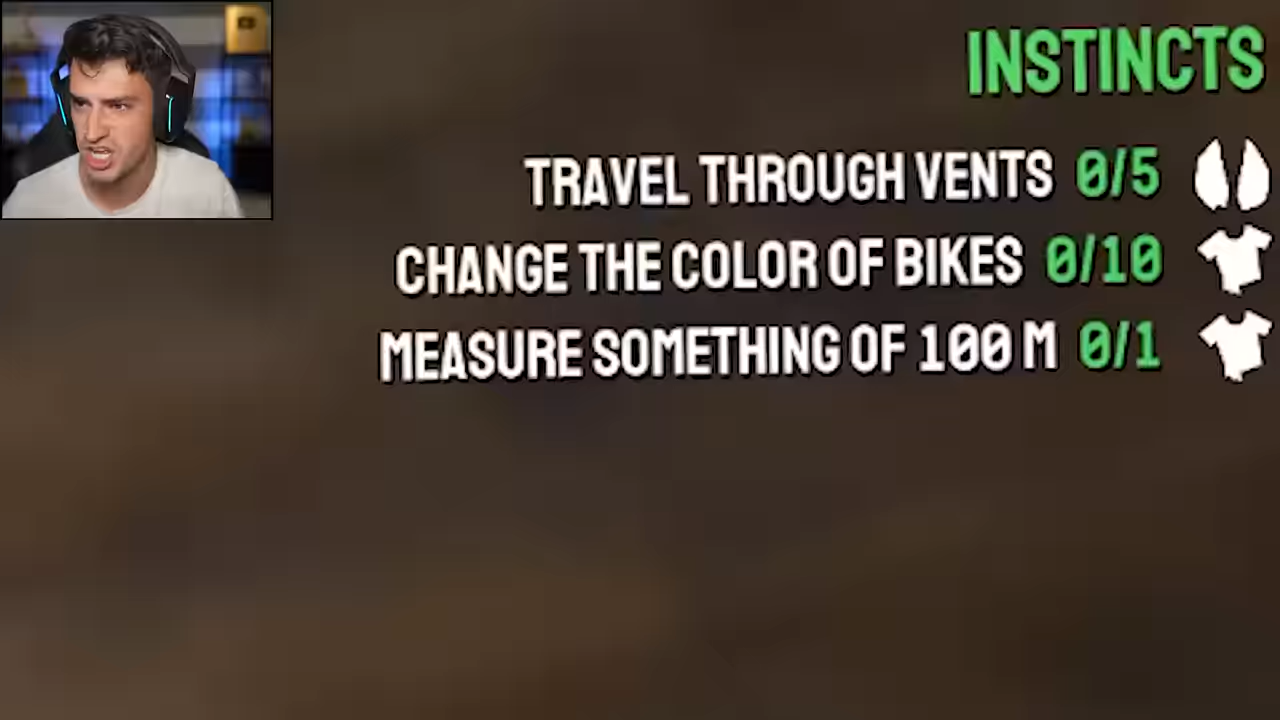 INSTINCTS
TRAVEL THROUGH VENTS 0/5
CHANGE THE COLOR OF BIKES 0/10
MEASURE SOMETHING OF 100 M 0/1